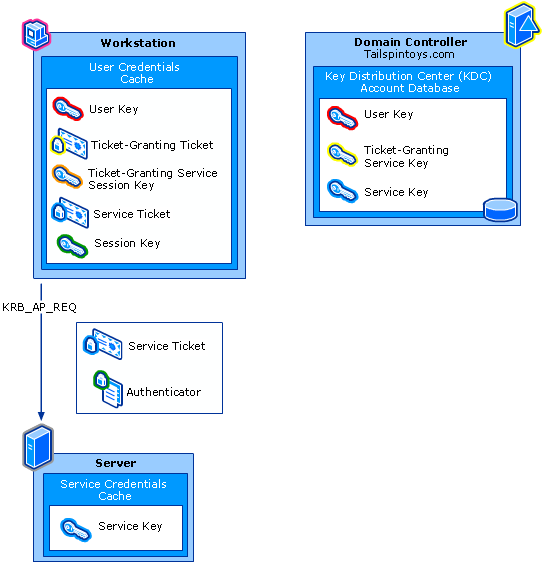 Workstation
User Credentials
Cache
User Key
Ticket-Granting Ticket
Ticket-Granting Service
Session Key
Service Ticket
Session Key
Domain Controller
Tailspintoys.com
Key Distribution Center (KDC)
Account Database
User Key
Ticket-Granting
Service Key
Service Key
KRB_AP_REQ
Service Ticket
Authenticator
Server
Service Credentials
Cache
Service Key